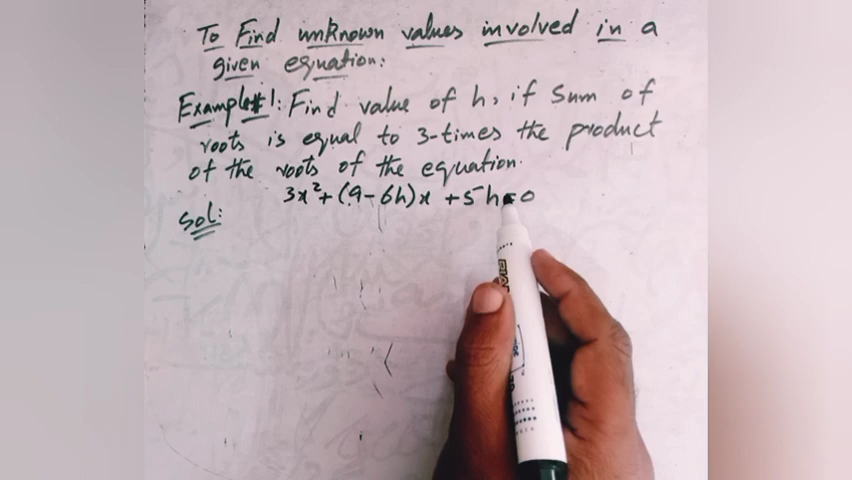 To Find unknown values involved in a
given equation:
Example#1: Find value of h, if sum of
roots is equal to 3-times the product
of the roots of the equation.
3x²+(9-6h)x +5h=0
Sol: